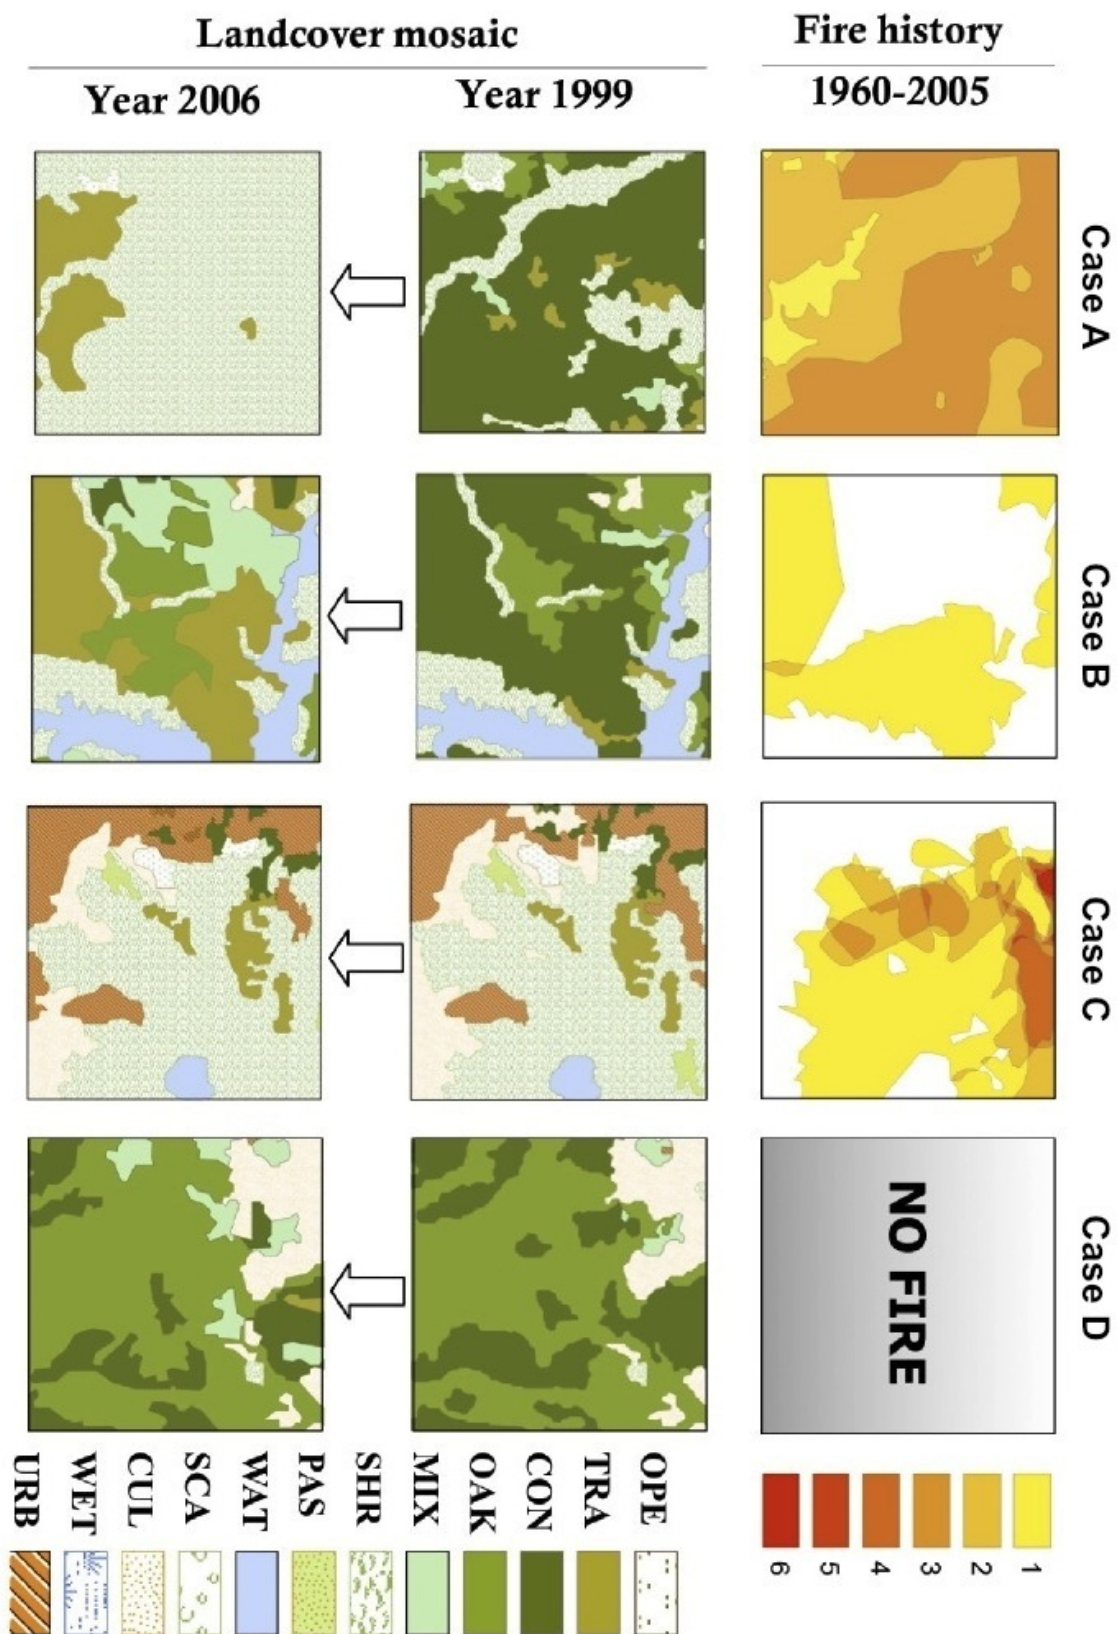 Landcover mosaic
Fire history
Year 2006
Year 1999
1960-2005
Case A
Case B
Case C
Case D
NO FIRE
URB
WET
CUL
SCA
WAT
PAS
SHR
MIX
OAK
CON
TRA
OPE
6
5
4
3
2
1